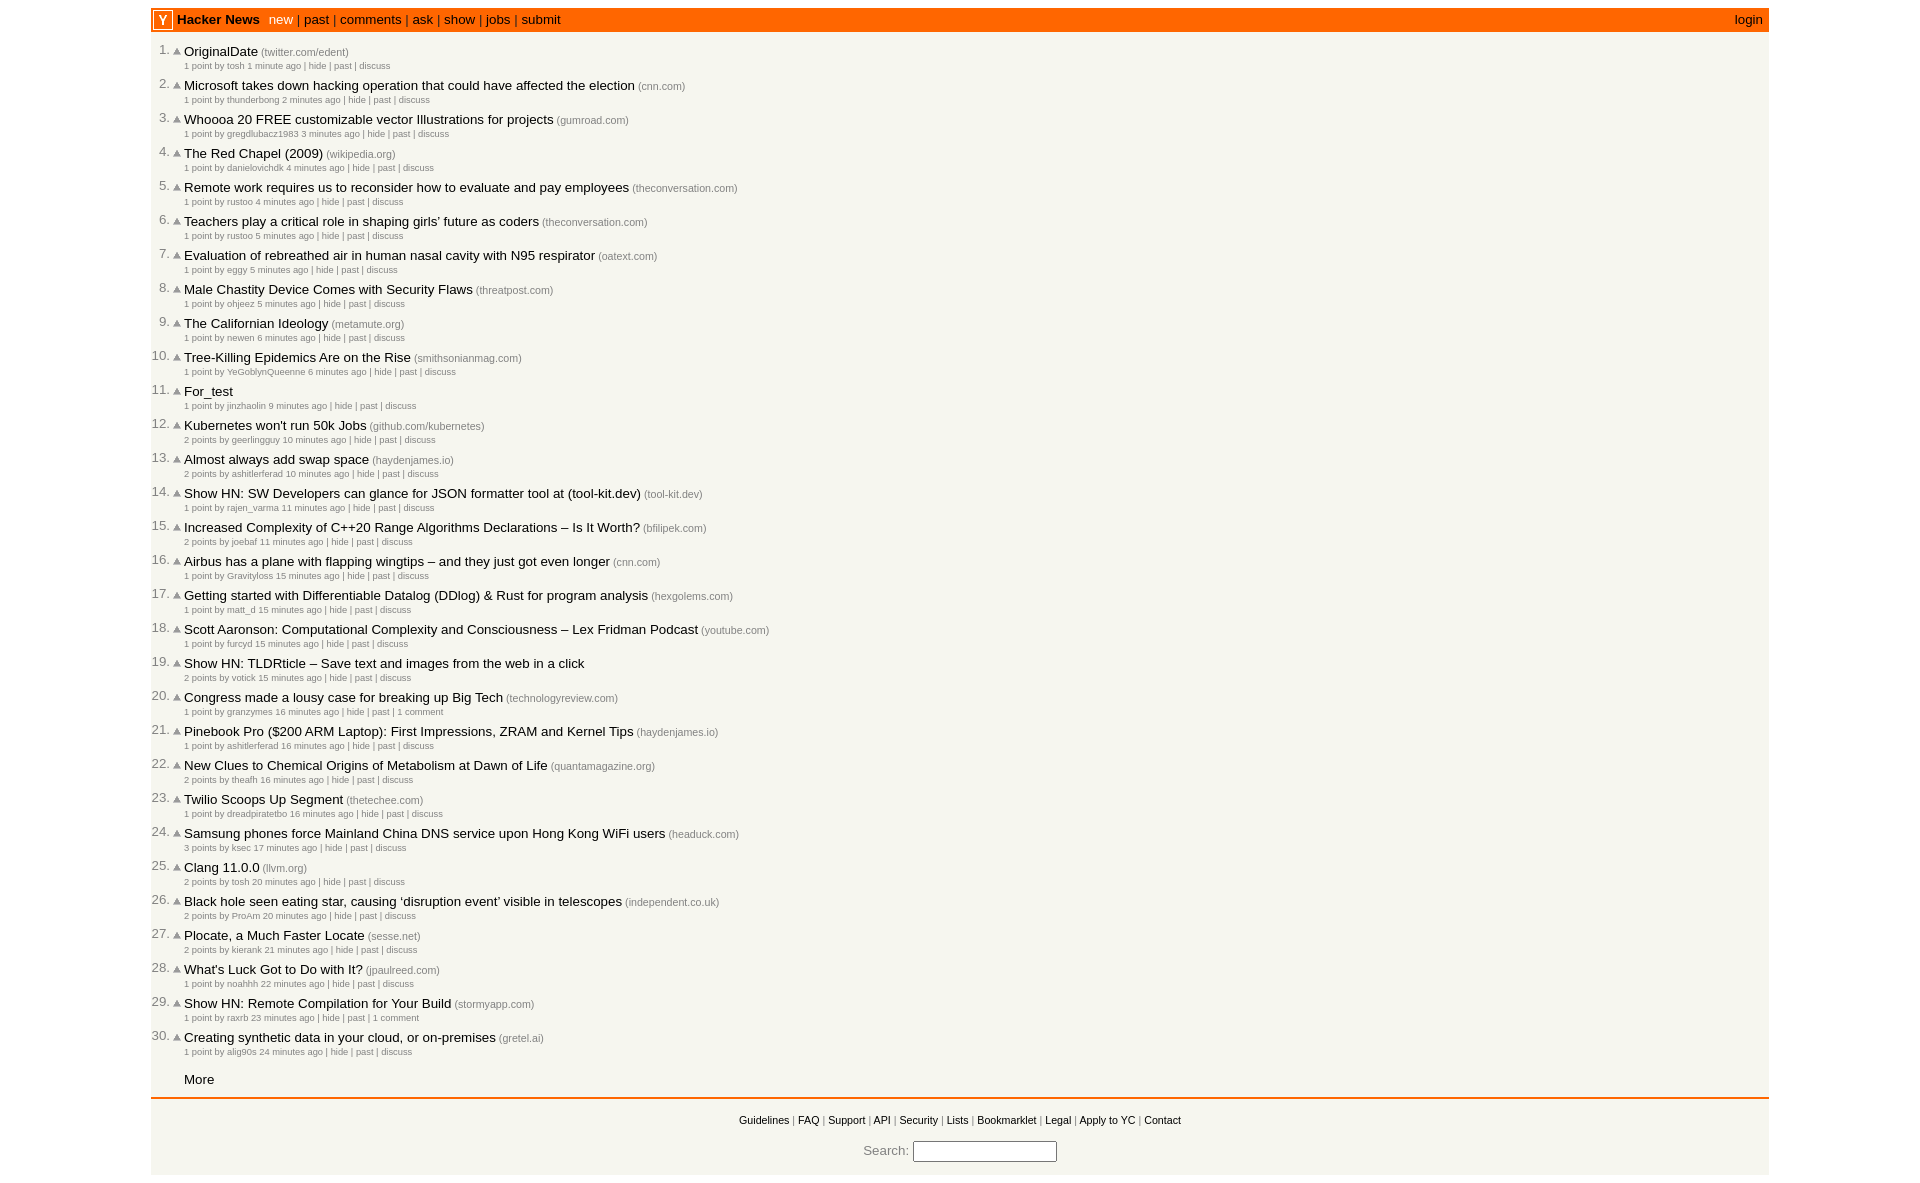 Y Hacker News new | past | comments | ask | show | jobs | submit login
1. OriginalDate (twitter.com/edent)
1 point by tosh 1 minute ago | hide | past | discuss
2. Microsoft takes down hacking operation that could have affected the election (cnn.com)
1 point by thunderbong 2 minutes ago | hide | past | discuss
3. Whoooa 20 FREE customizable vector Illustrations for projects (gumroad.com)
1 point by gregdlubacz1983 3 minutes ago | hide | past | discuss
4. The Red Chapel (2009) (wikipedia.org)
1 point by danielovichdk 4 minutes ago | hide | past | discuss
5. Remote work requires us to reconsider how to evaluate and pay employees (theconversation.com)
1 point by rustoo 4 minutes ago | hide | past | discuss
6. Teachers play a critical role in shaping girls’ future as coders (theconversation.com)
1 point by rustoo 5 minutes ago | hide | past | discuss
7. Evaluation of rebreathed air in human nasal cavity with N95 respirator (oatext.com)
1 point by eggy 5 minutes ago | hide | past | discuss
8. Male Chastity Device Comes with Security Flaws (threatpost.com)
1 point by ohjeez 5 minutes ago | hide | past | discuss
9. The Californian Ideology (metamute.org)
1 point by newen 6 minutes ago | hide | past | discuss
10. Tree-Killing Epidemics Are on the Rise (smithsonianmag.com)
1 point by YeGoblynQueenne 6 minutes ago | hide | past | discuss
11. For_test
1 point by jinzhaolin 9 minutes ago | hide | past | discuss
12. Kubernetes won't run 50k Jobs (github.com/kubernetes)
2 points by geerlingguy 10 minutes ago | hide | past | discuss
13. Almost always add swap space (haydenjames.io)
2 points by ashitlerferad 10 minutes ago | hide | past | discuss
14. Show HN: SW Developers can glance for JSON formatter tool at (tool-kit.dev) (tool-kit.dev)
1 point by rajen_varma 11 minutes ago | hide | past | discuss
15. Increased Complexity of C++20 Range Algorithms Declarations – Is It Worth? (bfilipek.com)
2 points by joebaf 11 minutes ago | hide | past | discuss
16. Airbus has a plane with flapping wingtips – and they just got even longer (cnn.com)
1 point by Gravityloss 15 minutes ago | hide | past | discuss
17. Getting started with Differentiable Datalog (DDlog) & Rust for program analysis (hexgolems.com)
1 point by matt_d 15 minutes ago | hide | past | discuss
18. Scott Aaronson: Computational Complexity and Consciousness – Lex Fridman Podcast (youtube.com)
1 point by furcyd 15 minutes ago | hide | past | discuss
19. Show HN: TLDRticle – Save text and images from the web in a click
2 points by votick 15 minutes ago | hide | past | discuss
20. Congress made a lousy case for breaking up Big Tech (technologyreview.com)
1 point by granzymes 16 minutes ago | hide | past | 1 comment
21. Pinebook Pro ($200 ARM Laptop): First Impressions, ZRAM and Kernel Tips (haydenjames.io)
1 point by ashitlerferad 16 minutes ago | hide | past | discuss
22. New Clues to Chemical Origins of Metabolism at Dawn of Life (quantamagazine.org)
2 points by theafh 16 minutes ago | hide | past | discuss
23. Twilio Scoops Up Segment (thetechee.com)
1 point by dreadpiratetbo 16 minutes ago | hide | past | discuss
24. Samsung phones force Mainland China DNS service upon Hong Kong WiFi users (headuck.com)
3 points by ksec 17 minutes ago | hide | past | discuss
25. Clang 11.0.0 (llvm.org)
2 points by tosh 20 minutes ago | hide | past | discuss
26. Black hole seen eating star, causing ‘disruption event’ visible in telescopes (independent.co.uk)
2 points by ProAm 20 minutes ago | hide | past | discuss
27. Plocate, a Much Faster Locate (sesse.net)
2 points by kierank 21 minutes ago | hide | past | discuss
28. What's Luck Got to Do with It? (jpaulreed.com)
1 point by noahhh 22 minutes ago | hide | past | discuss
29. Show HN: Remote Compilation for Your Build (stormyapp.com)
1 point by raxrb 23 minutes ago | hide | past | 1 comment
30. Creating synthetic data in your cloud, or on-premises (gretel.ai)
1 point by alig90s 24 minutes ago | hide | past | discuss
More
Guidelines | FAQ | Support | API | Security | Lists | Bookmarklet | Legal | Apply to YC | Contact
Search: